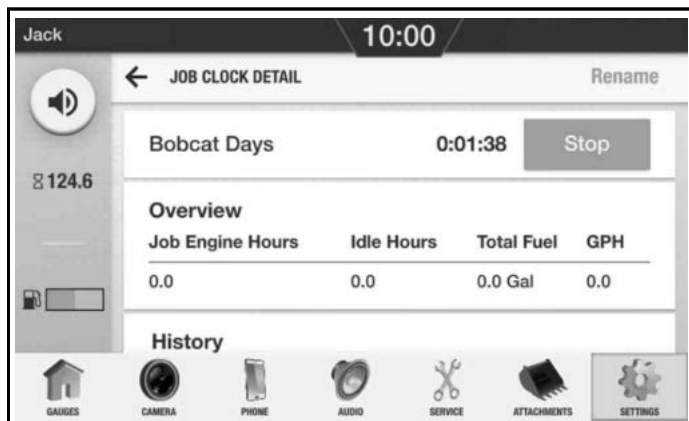 Jack 10:00
JOB CLOCK DETAIL Rename
Bobcat Days 0:01:38 Stop
124.6
Overview
Job Engine Hours Idle Hours Total Fuel GPH
0.0 0.0 0.0 Gal 0.0
History
GAUGES CAMERA PHONE AUDIO SERVICE ATTACHMENTS SETTINGS